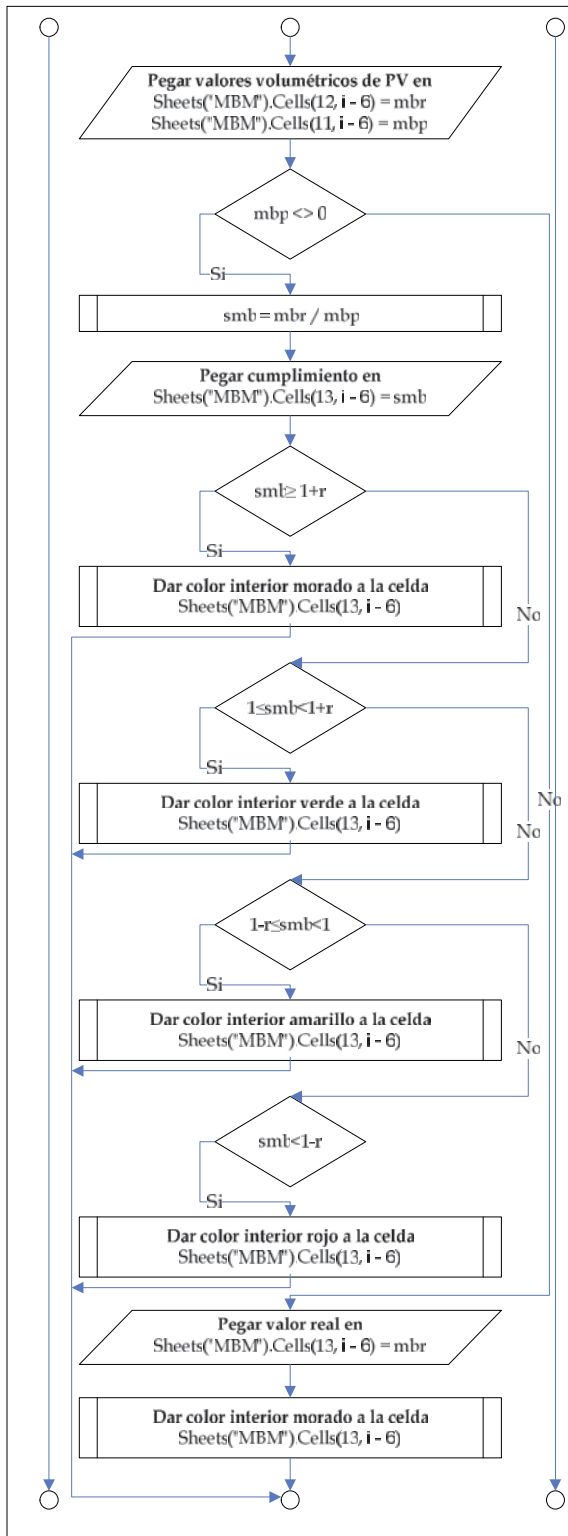 Pegar valores volumétricos de PV en
Sheets("MBM").Cells(12, i - 6) = mbr
Sheets("MBM").Cells(11, i - 6) = mbp
mbp <> 0
Si
smb = mbr / mbp
Pegar cumplimiento en
Sheets("MBM").Cells(13, i - 6) = smb
smb≥ 1+r
Si
Dar color interior morado a la celda
Sheets("MBM").Cells(13, i - 6)
No
1≤smb<1+r
Si
Dar color interior verde a la celda
Sheets("MBM").Cells(13, i - 6)
No
No
1-r≤smb<1
Si
Dar color interior amarillo a la celda
Sheets("MBM").Cells(13, i - 6)
No
smb<1-r
Si
Dar color interior rojo a la celda
Sheets("MBM").Cells(13, i - 6)
Pegar valor real en
Sheets("MBM").Cells(13, i - 6) = mbr
Dar color interior morado a la celda
Sheets("MBM").Cells(13, i - 6)